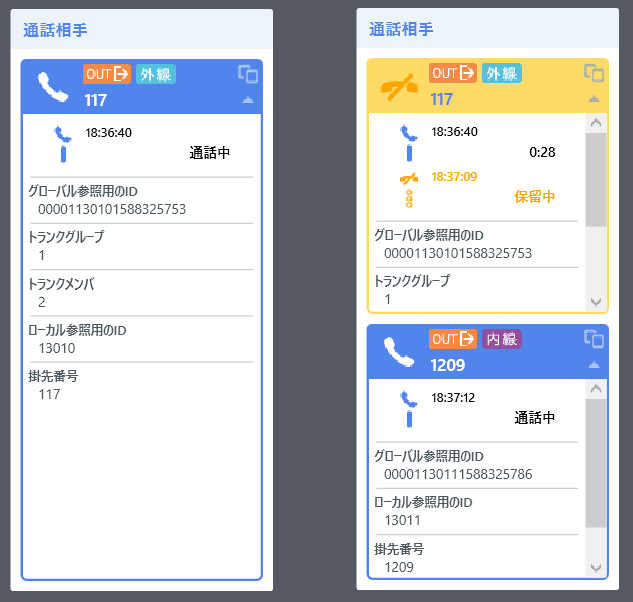 通話相手
OUT 外線
117
18:36:40
通話中
グローバル参照用のID
00001130101588325753
トランクグループ
1
トランクメンバ
2
ローカル参照用のID
13010
掛先番号
117
通話相手
OUT 外線
117
18:36:40
0:28
18:37:09
保留中
グローバル参照用のID
00001130101588325753
トランクグループ
1
OUT 内線
1209
18:37:12
通話中
グローバル参照用のID
00001130111588325786
ローカル参照用のID
13011
掛先番号
1209